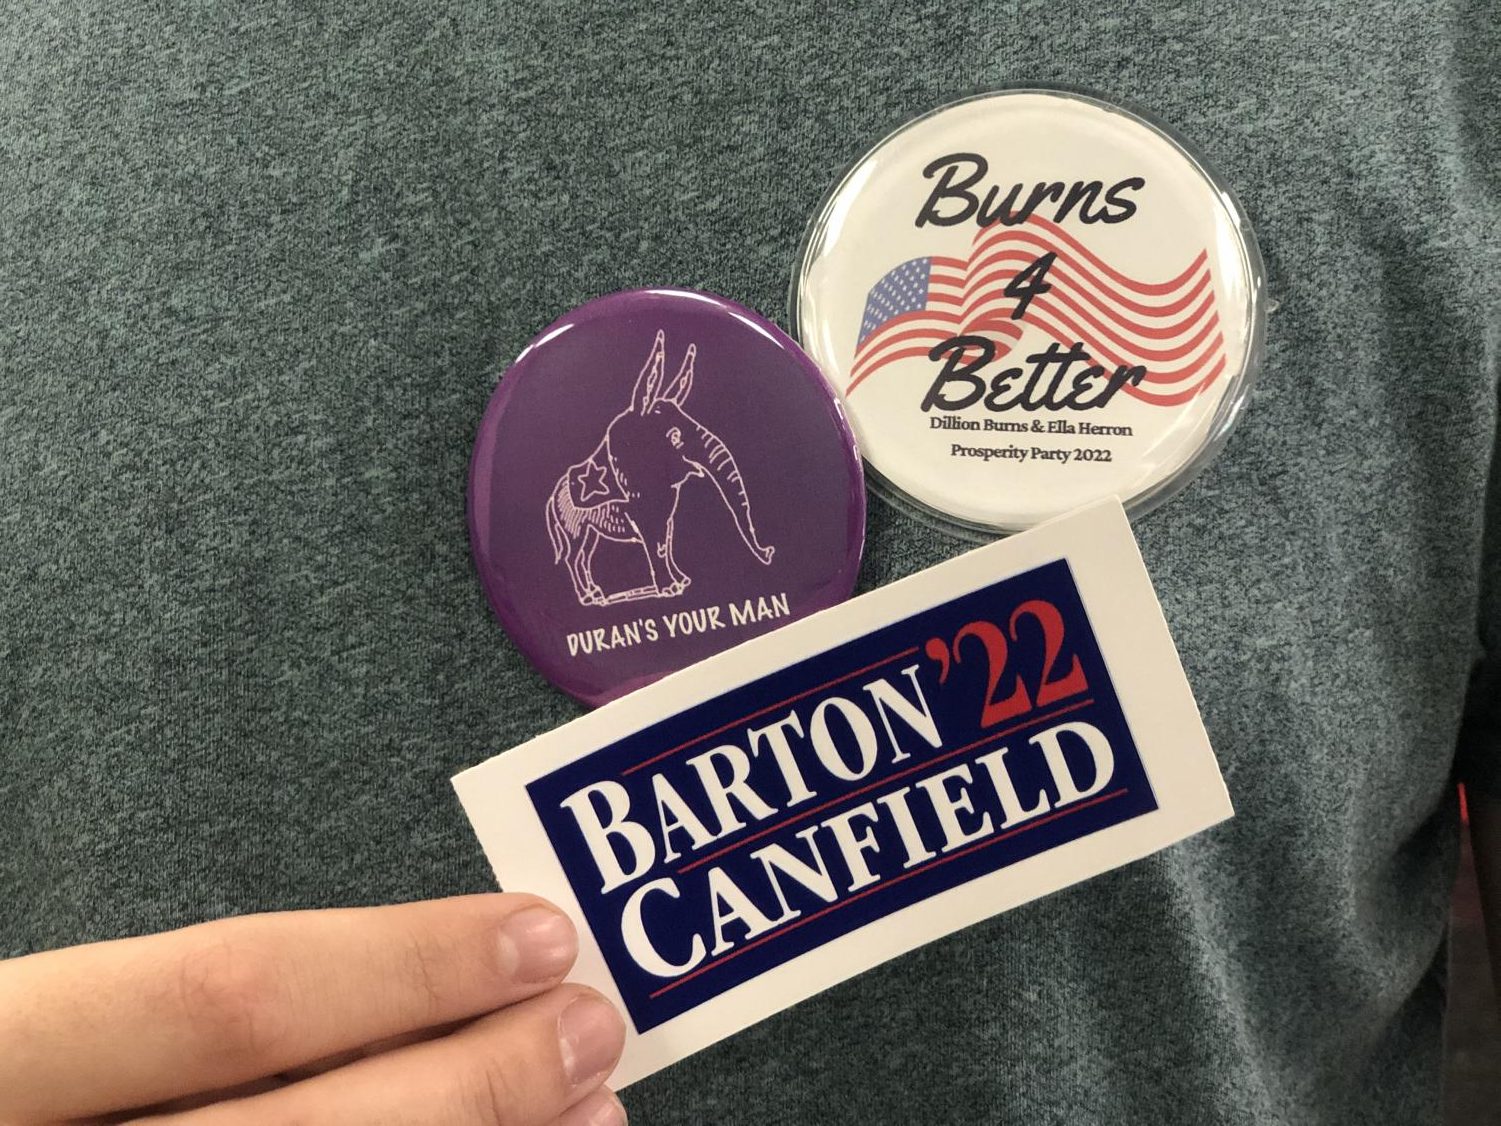 Burns
4
Better
Dillion Burns & Ella Herron
Prosperity Party 2022
DURAN'S YOUR MAN
BARTON '22
CANFIELD